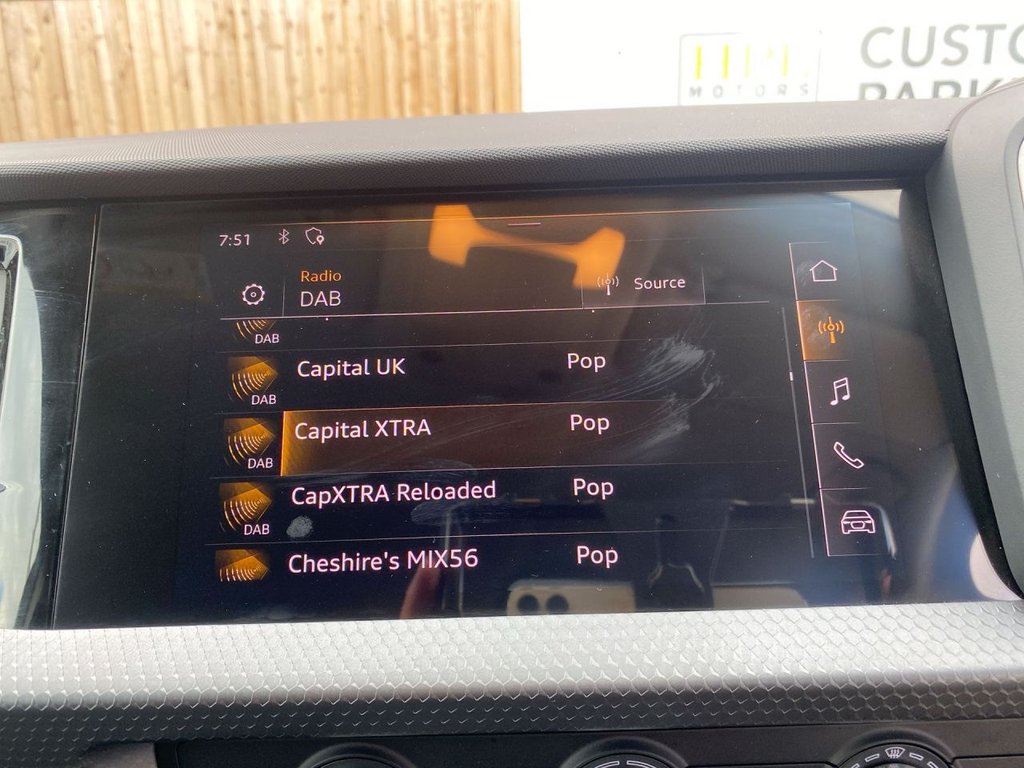 CUSTO
MOTORS
PARK
7:51
Radio
DAB
Source
DAB
Capital UK Pop
DAB
Capital XTRA Pop
DAB
CapXTRA Reloaded Pop
DAB
Cheshire's MIX56 Pop